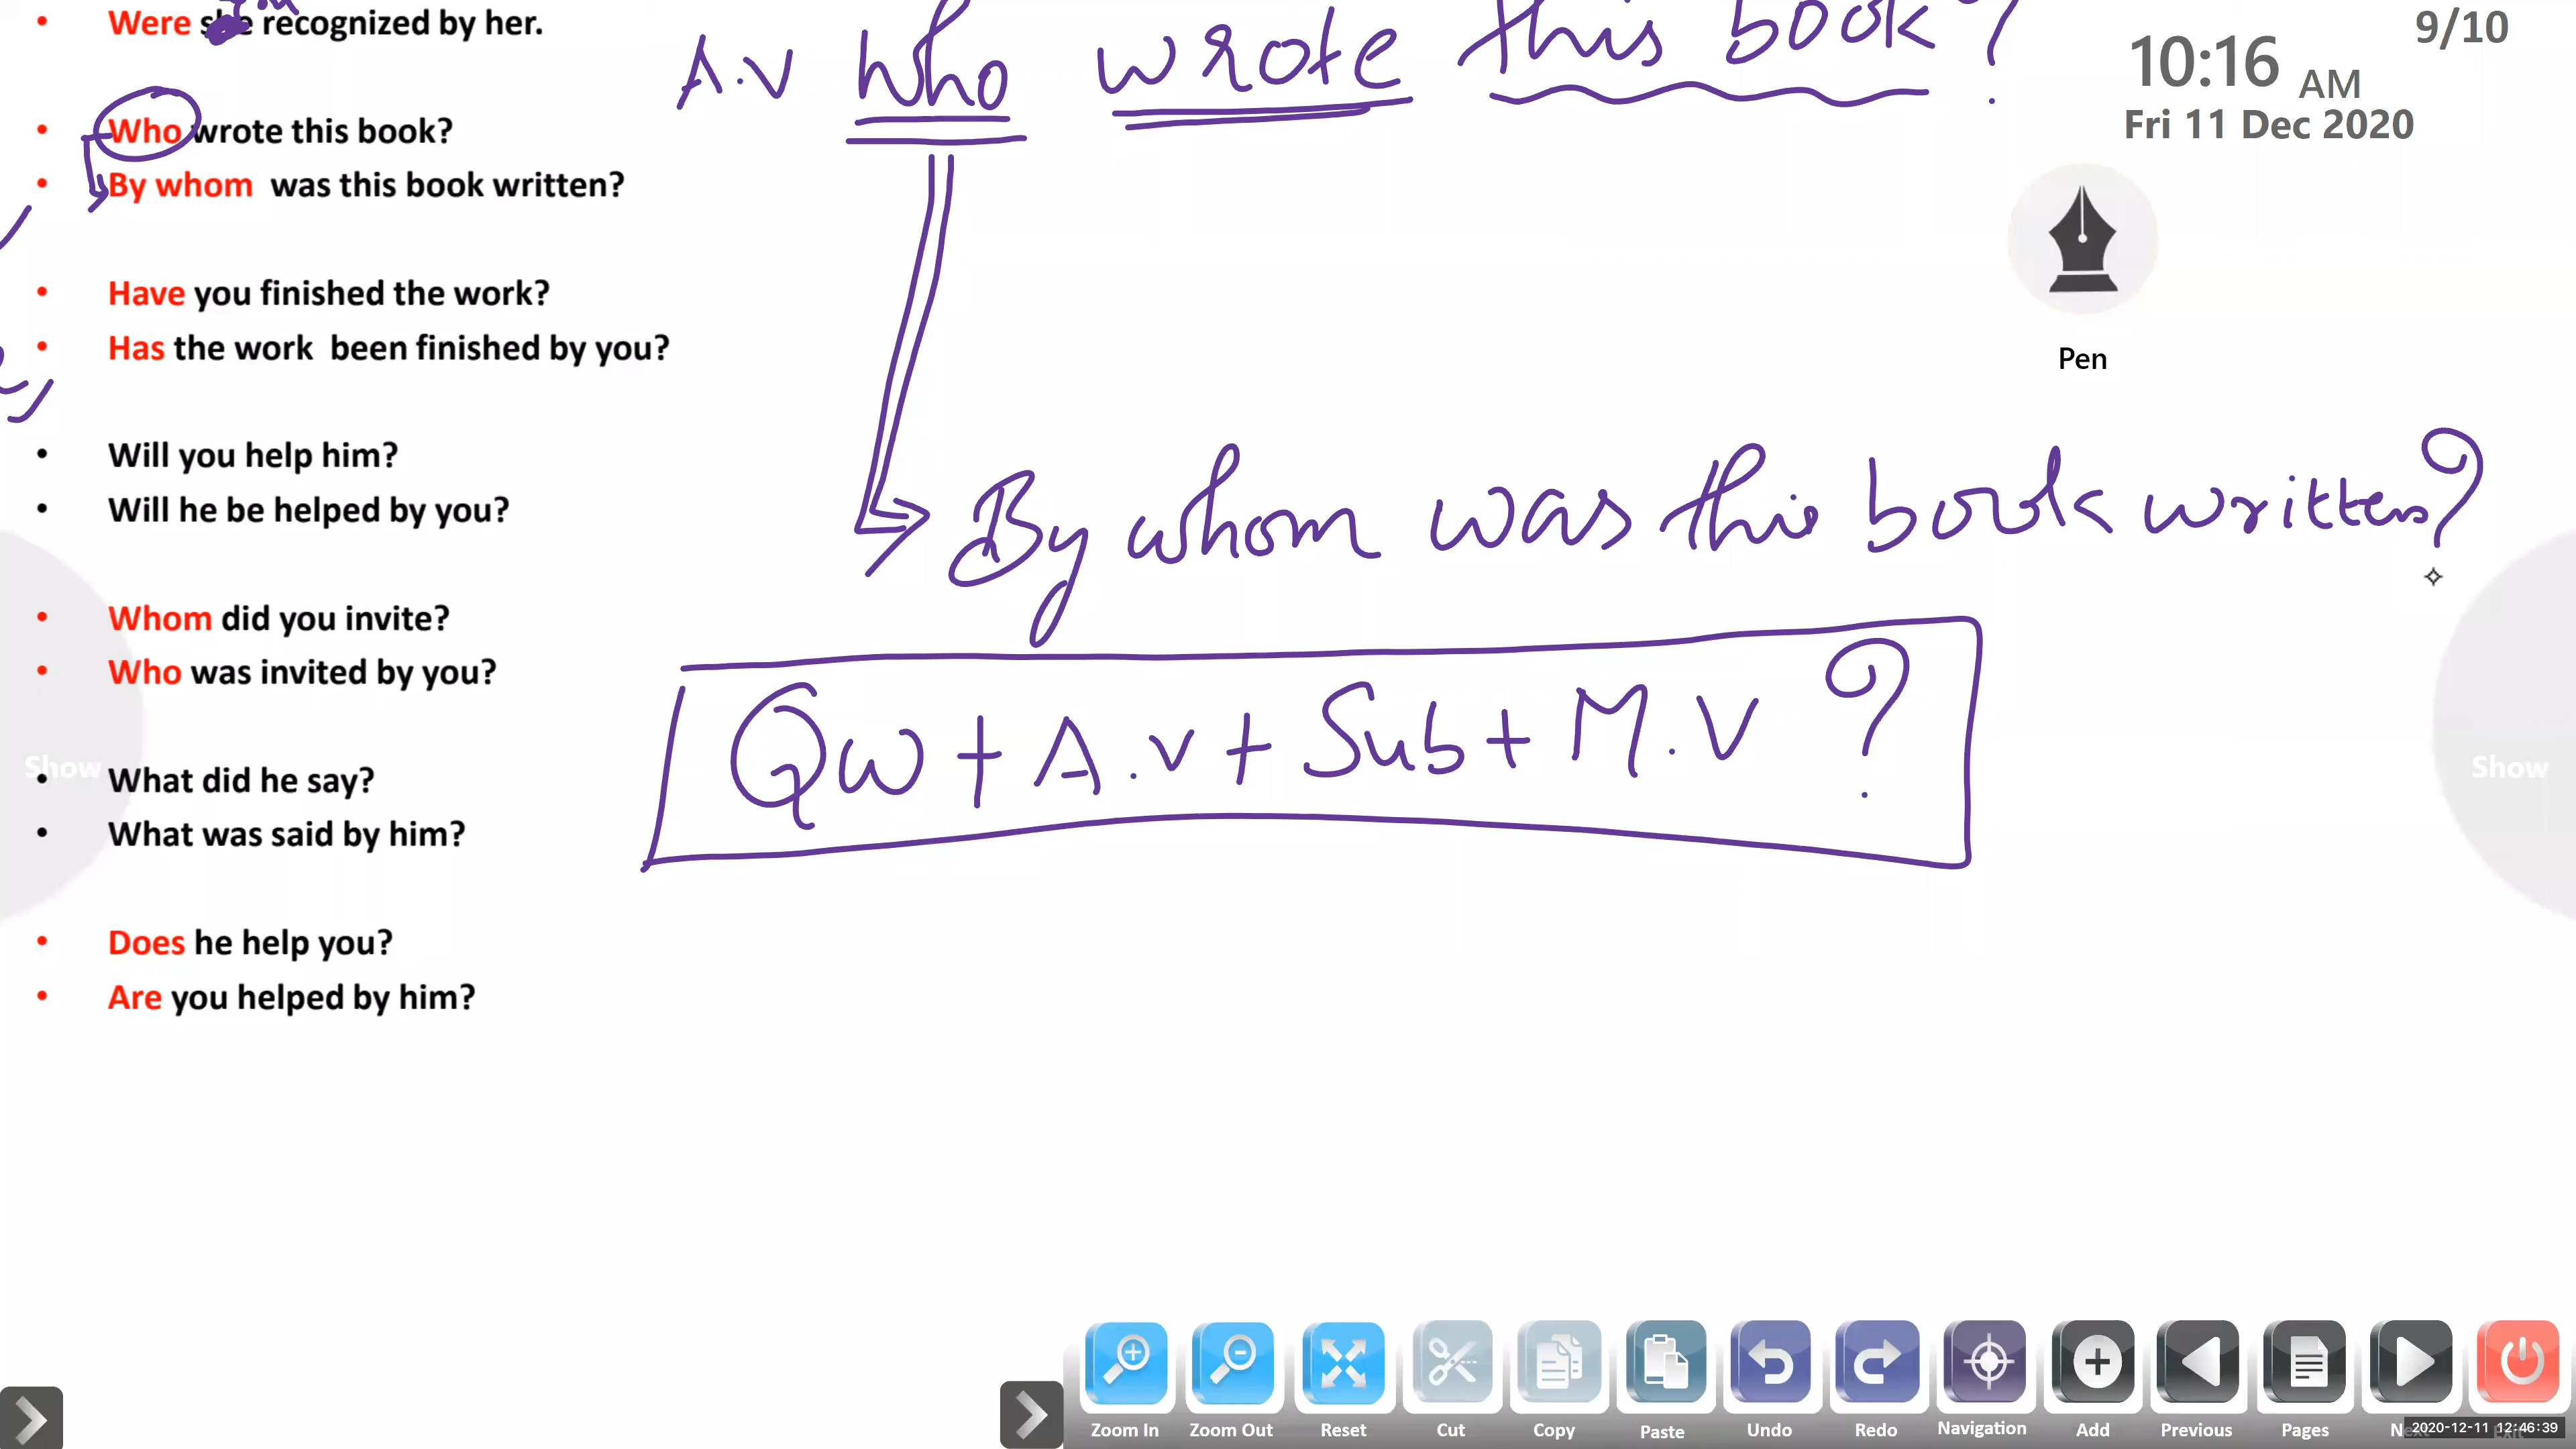 Were recognized by her.
Who wrote this book?
By whom was this book written?
Have you finished the work?
Has the work been finished by you?
Will you help him?
Will he be helped by you?
Whom did you invite?
Who was invited by you?
What did he say?
What was said by him?
Does he help you?
Are you helped by him?
A.V Who wrote this book?
By whom was this book written?
Qw + A.v + Sub + M.V ?
9/10
10:16 AM
Fri 11 Dec 2020
Pen
Show
Show
Zoom In Zoom Out Reset Cut Copy Paste Undo Redo Navigation Add Previous Pages
2020-12-11 12:46:39